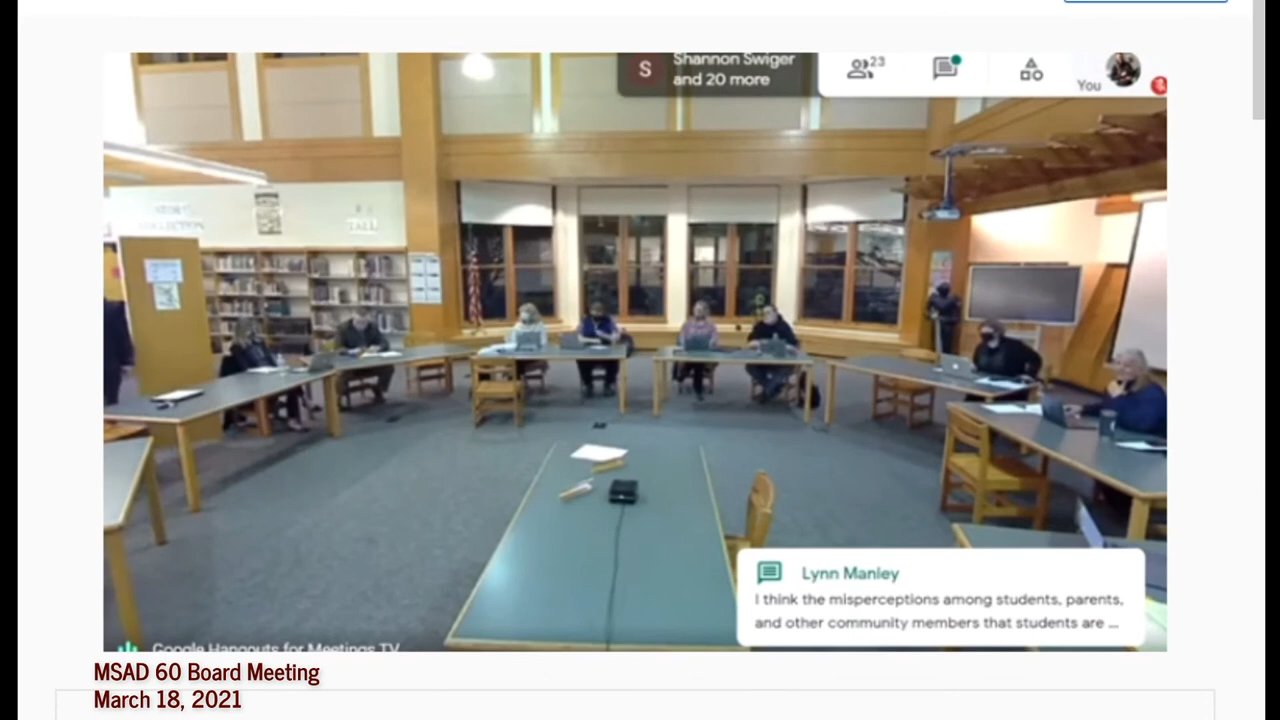 Shannon Swiger
S
and 20 more
23
You
TALL
Lynn Manley
I think the misperceptions among students, parents,
and other community members that students are ...
Google Hangouts for Meetings TV
MSAD 60 Board Meeting
March 18, 2021